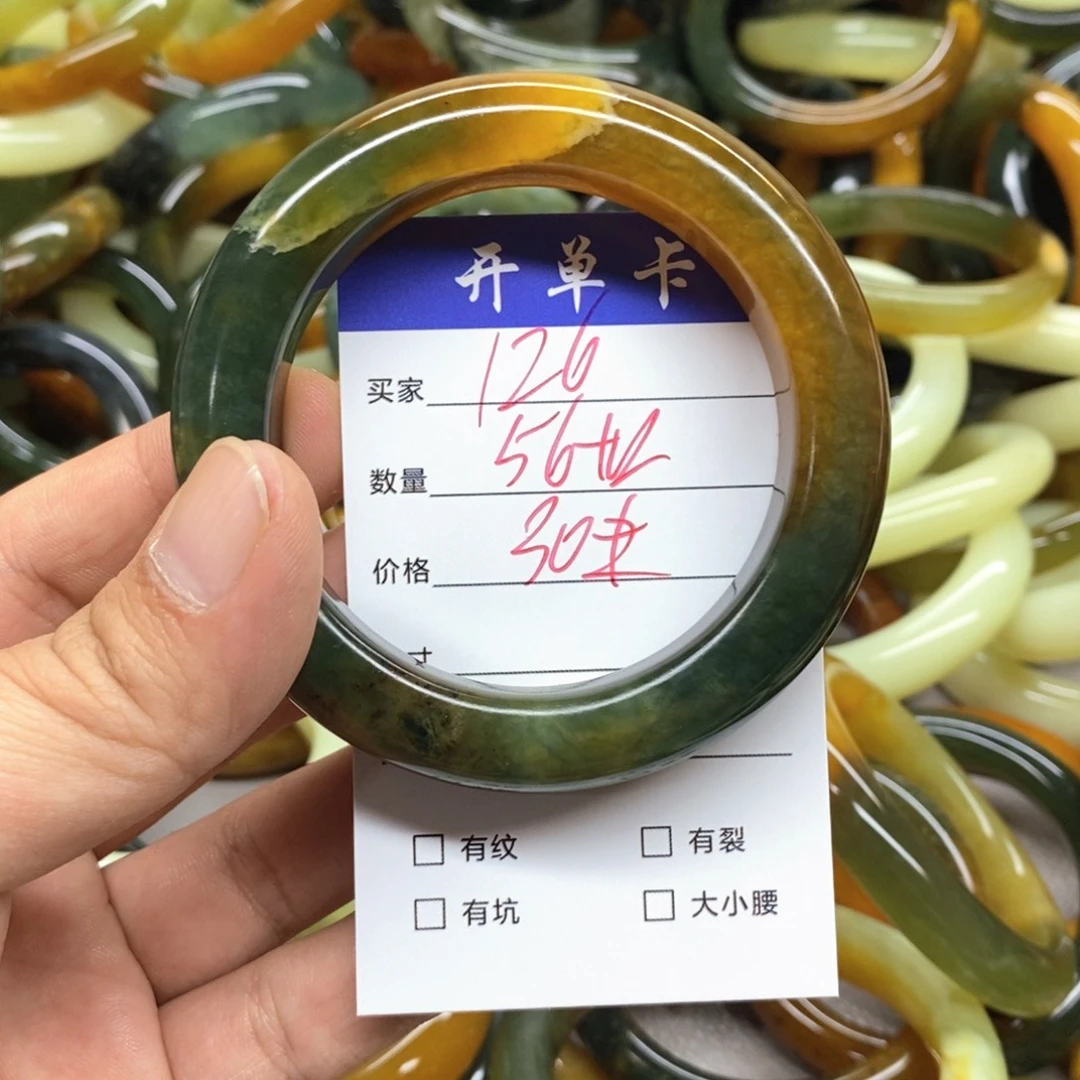 开单卡
买家 126
数量 56
价格 30
寸
有纹 有裂
有坑 大小腰